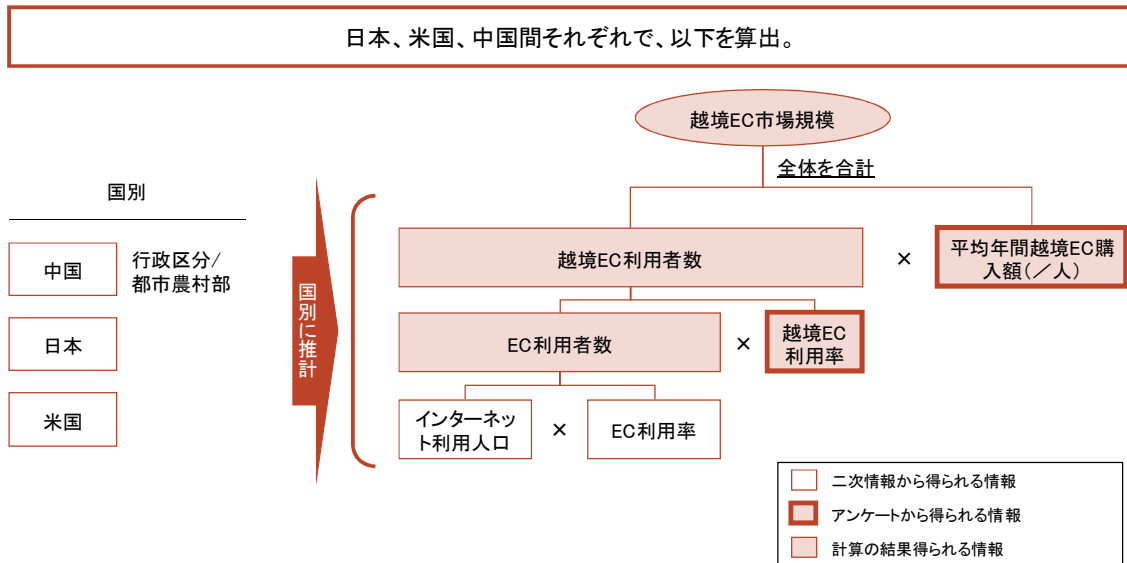 日本、米国、中国間それぞれで、以下を算出。
越境EC市場規模
全体を合計
国別
中国
行政区分/
都市農村部
日本
米国
国別に推計
越境EC利用者数
×
平均年間越境EC購
入額(／人)
EC利用者数
×
越境EC
利用率
インターネッ
ト利用人口
×
EC利用率
二次情報から得られる情報
アンケートから得られる情報
計算の結果得られる情報